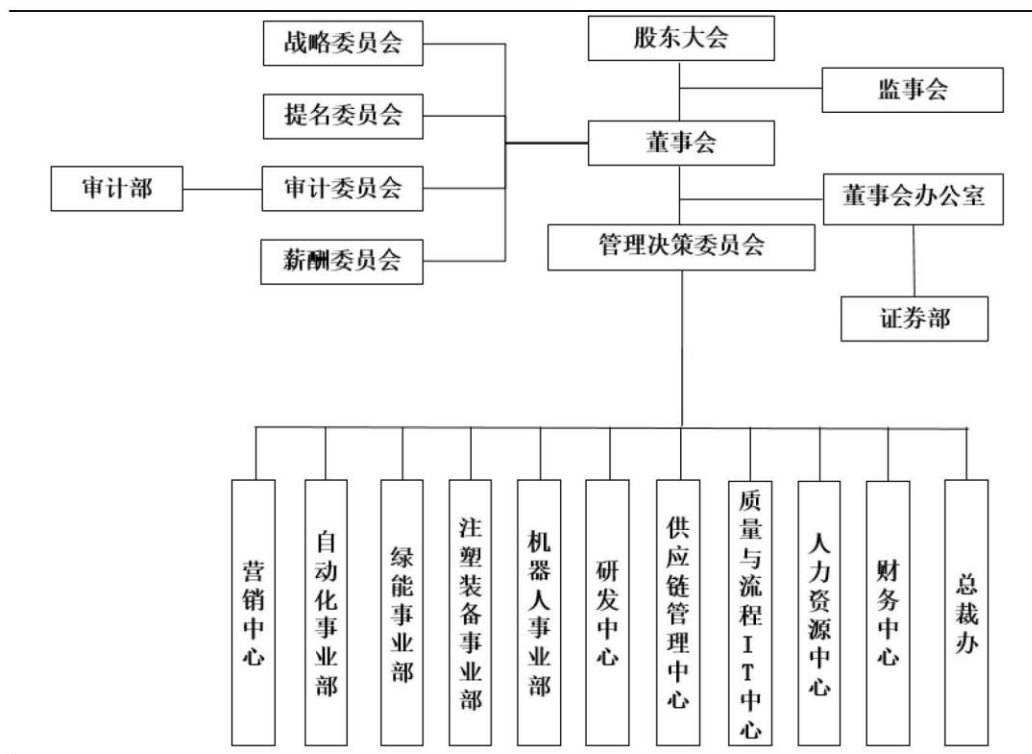 战略委员会
股东大会
监事会
提名委员会
董事会
审计部
审计委员会
董事会办公室
薪酬委员会
管理决策委员会
证券部
营销中心
自动化事业部
绿能事业部
注塑装备事业部
机器人事业部
研发中心
供应链管理中心
质量与流程IT中心
人力资源中心
财务中心
总裁办